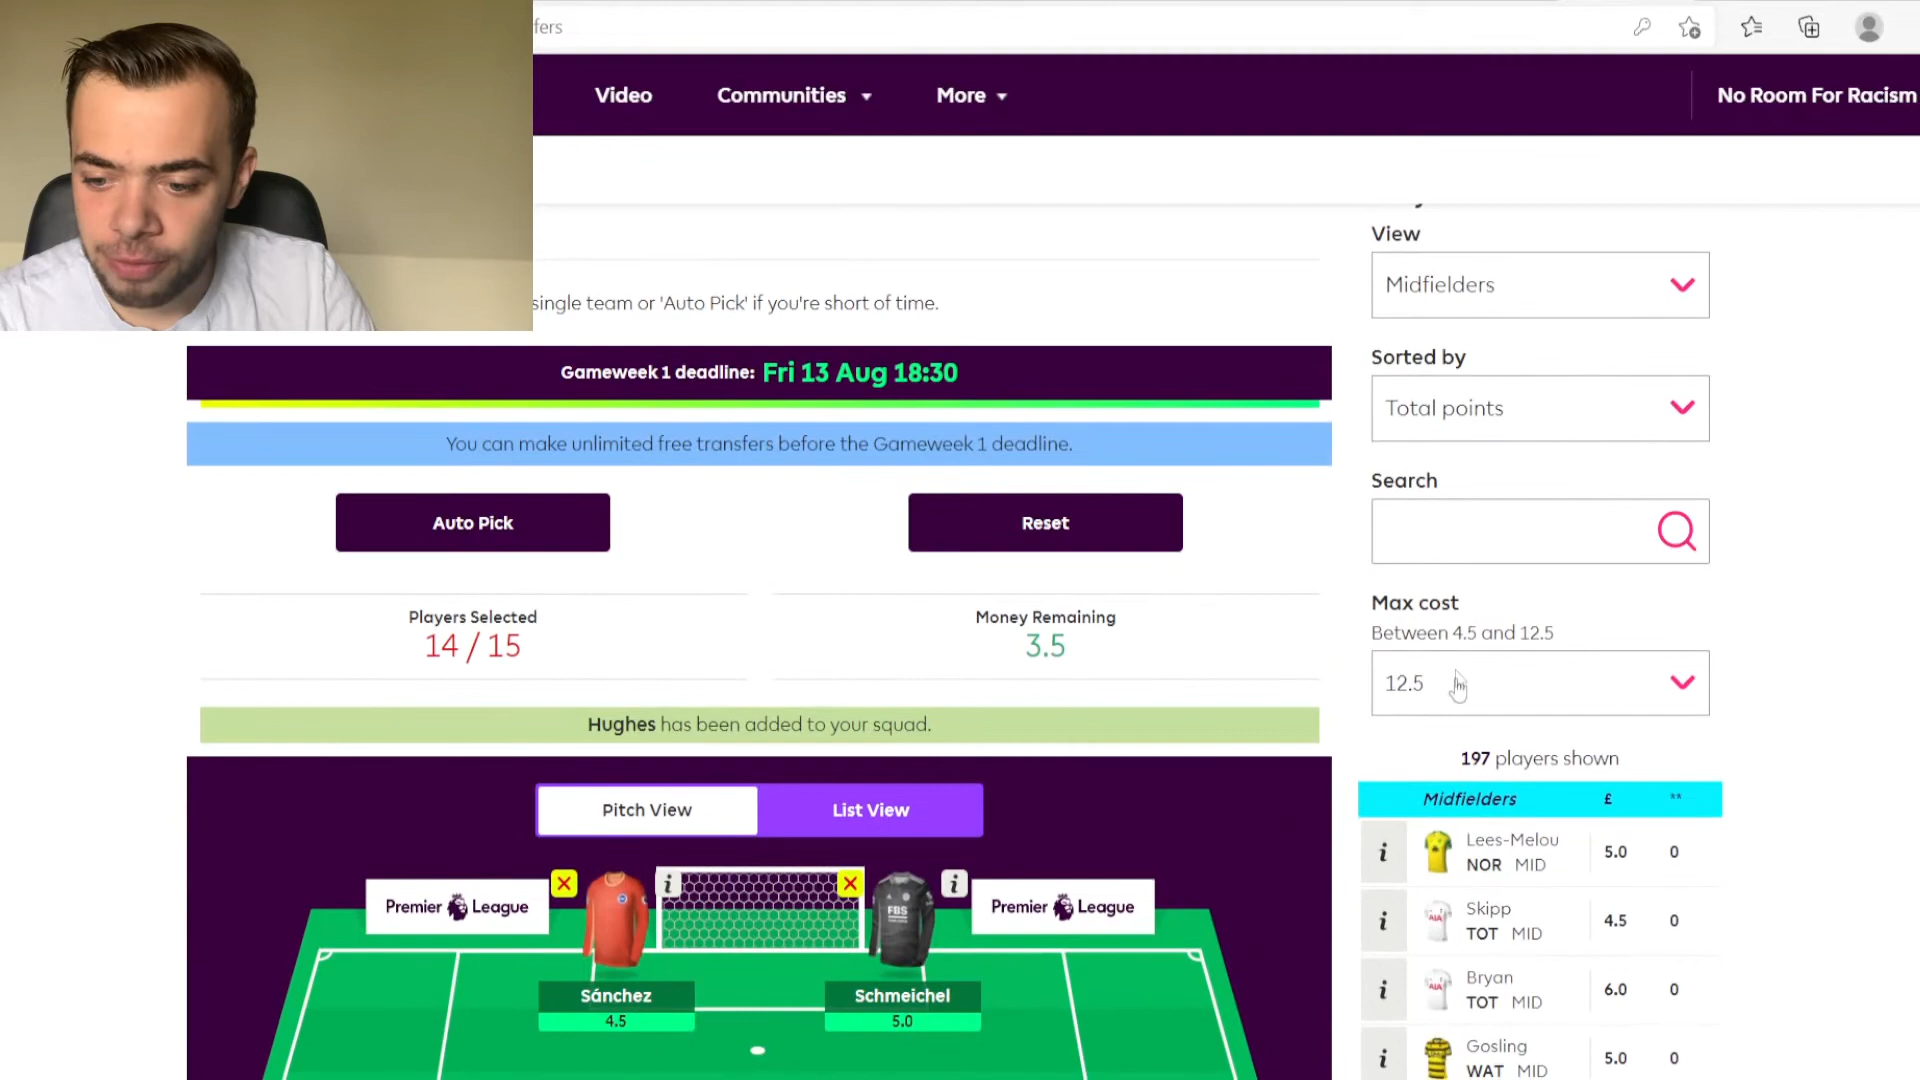 fers
Video
Communities
More
No Room For Racism
single team or 'Auto Pick' if you're short of time.
Gameweek 1 deadline: Fri 13 Aug 18:30
You can make unlimited free transfers before the Gameweek 1 deadline.
Auto Pick
Reset
Players Selected
14 / 15
Money Remaining
3.5
Hughes has been added to your squad.
Pitch View
List View
Premier League
Premier League
FBS
Sánchez
4.5
Schmeichel
5.0
View
Midfielders
Sorted by
Total points
Search
Max cost
Between 4.5 and 12.5
12.5
197 players shown
Midfielders £ **
Lees-Melou
NOR MID 5.0 0
Skipp
TOT MID 4.5 0
Bryan
TOT MID 6.0 0
Gosling
WAT MID 5.0 0